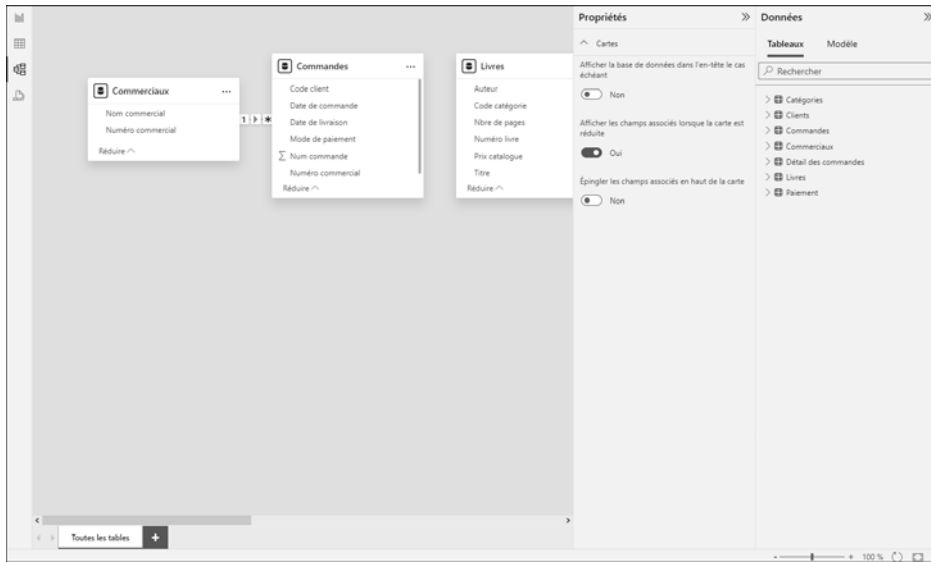 Commerciaux ...
Nom commercial
Numéro commercial
Réduire
1 *
Commandes ...
Code client
Date de commande
Date de livraison
Mode de paiement
∑ Num commande
Numéro commercial
Réduire
Livres
Auteur
Code catégorie
Nbre de pages
Numéro livre
Prix catalogue
Titre
Réduire
Toutes les tables +
Propriétés »
Cartes
Afficher la base de données dans l'en-tête le cas
échéant
Non
Afficher les champs associés lorsque la carte est
réduite
Oui
Épingler les champs associés en haut de la carte
Non
Données »
Tableaux Modèle
Rechercher
Catégories
Clients
Commandes
Commerciaux
Détail des commandes
Livres
Paiement
- + 100 %